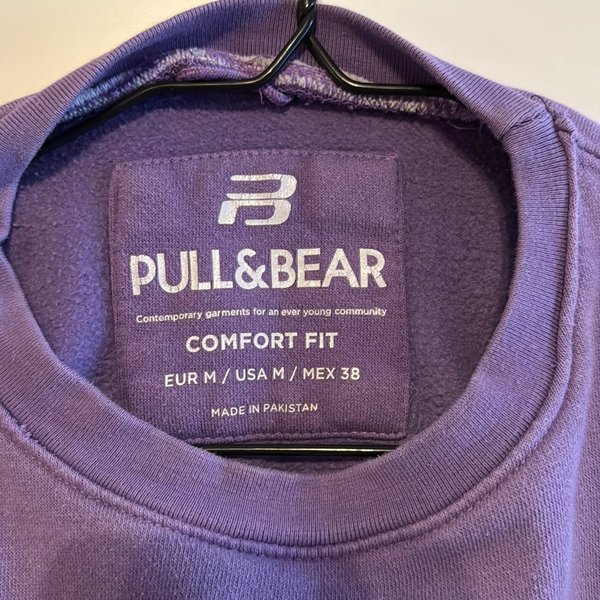 PULL&BEAR
Contemporary garments for an ever young community
COMFORT FIT
EUR M / USA M / MEX 38
MADE IN PAKISTAN